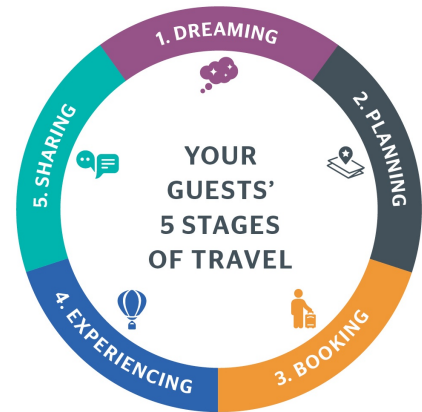 1. DREAMING
2. PLANNING
3. BOOKING
4. EXPERIENCING
5. SHARING
YOUR
GUESTS’
5 STAGES
OF TRAVEL